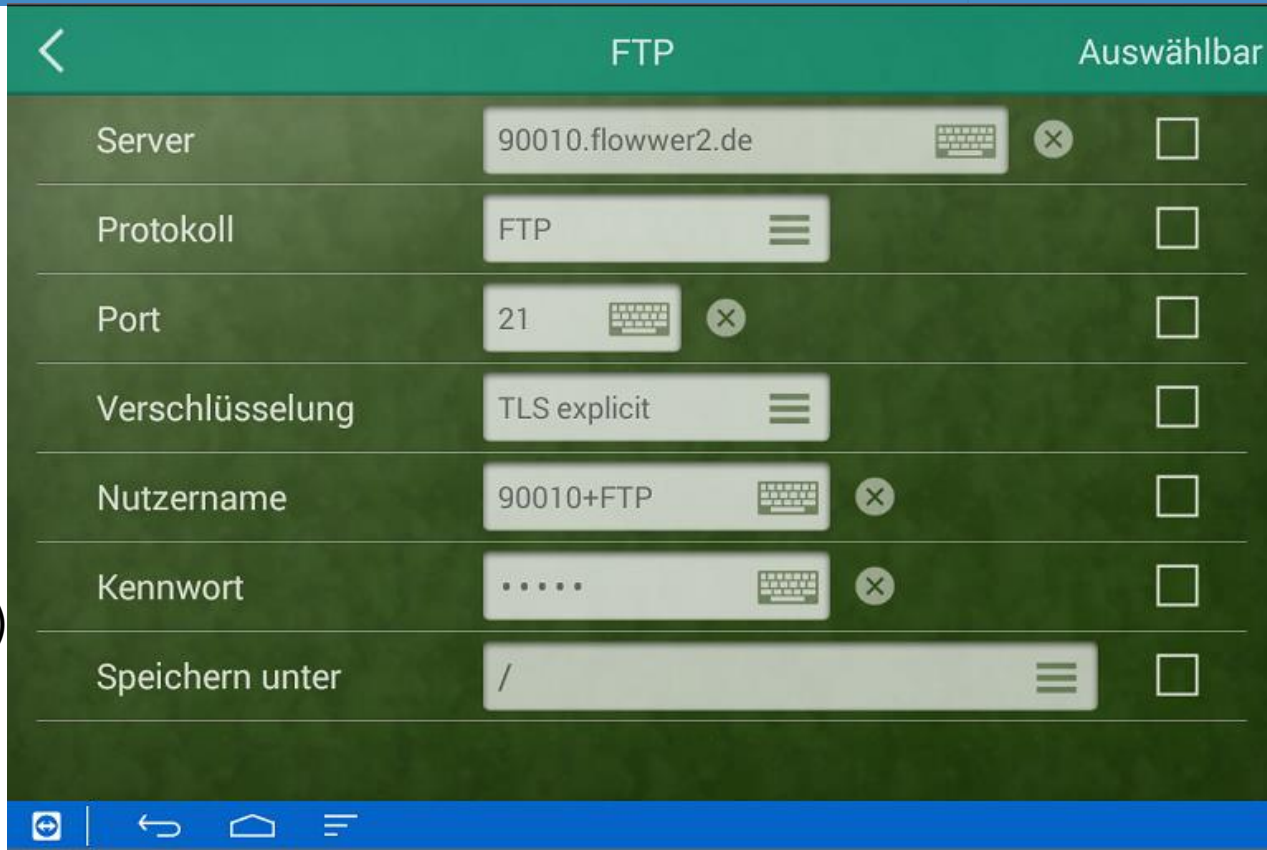 FTP
Auswählbar
Server 90010.flowwer2.de
Protokoll FTP
Port 21
Verschlüsselung TLS explicit
Nutzername 90010+FTP
Kennwort •••••
)
Speichern unter /